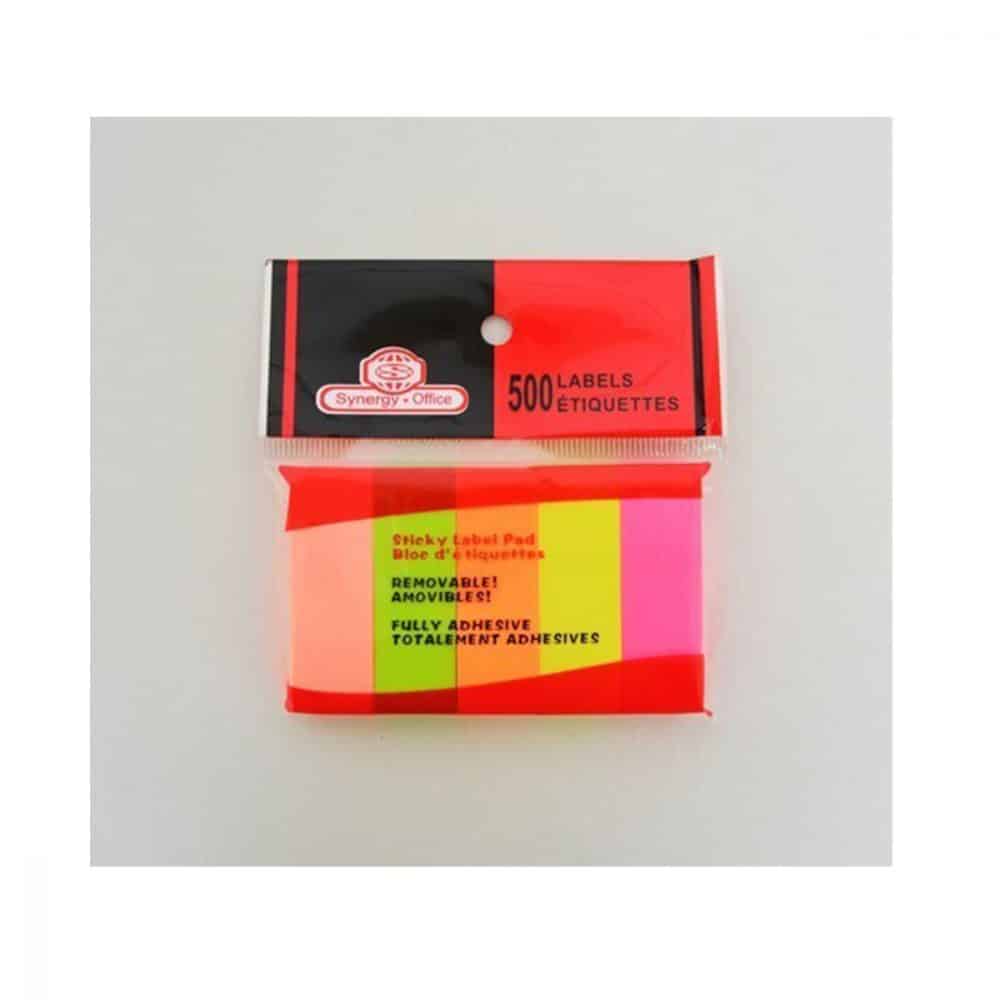 Synergy • Office
500 LABELS
ÉTIQUETTES
Sticky Label Pad
Bloc d'étiquettes
REMOVABLE!
AMOVIBLES!
FULLY ADHESIVE
TOTALEMENT ADHESIVES